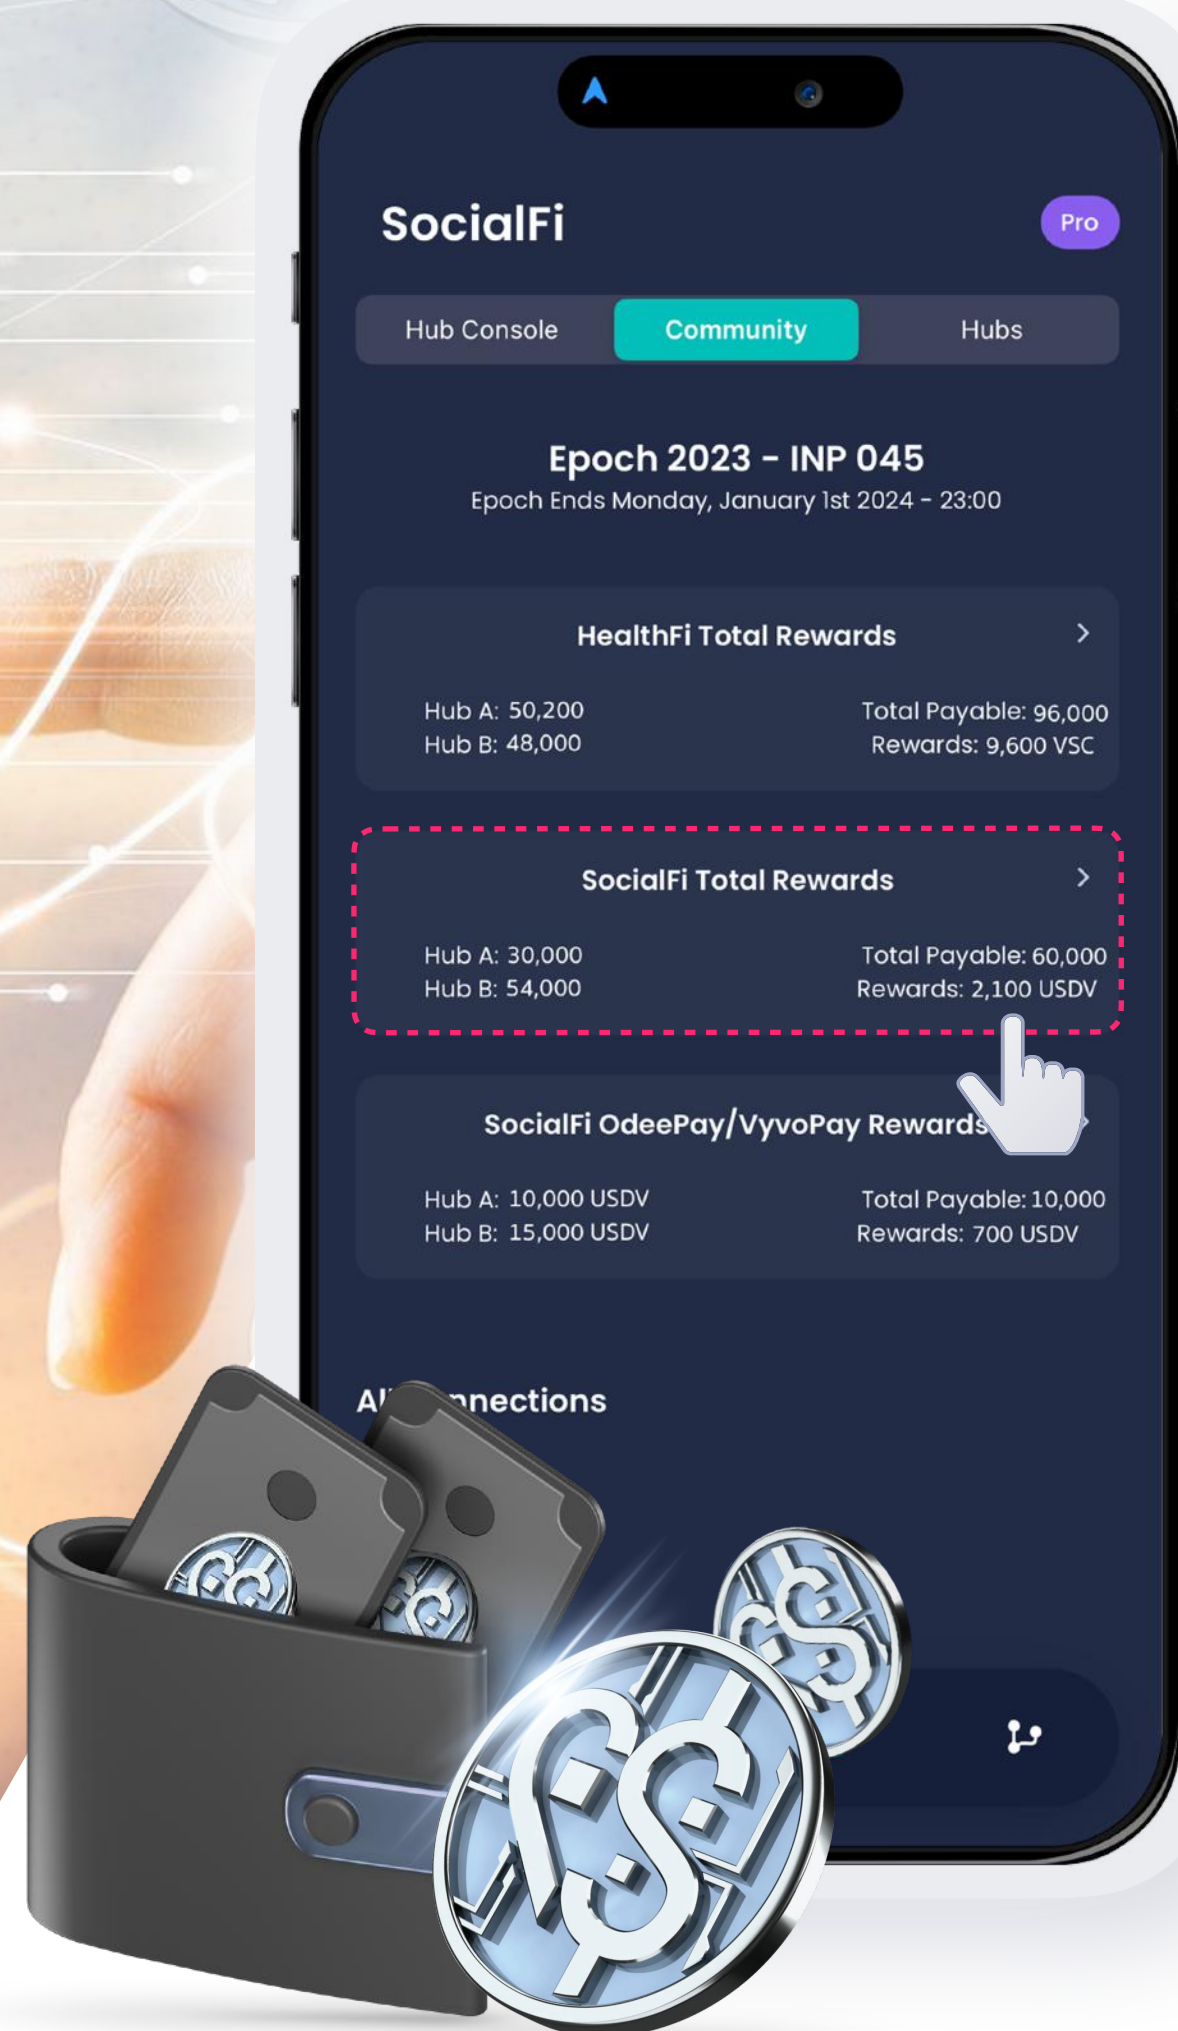 SocialFi
Pro
Hub Console
Community
Hubs
Epoch 2023 - INP 045
Epoch Ends Monday, January 1st 2024 - 23:00
HealthFi Total Rewards
Hub A: 50,200
Total Payable: 96,000
Hub B: 48,000
Rewards: 9,600 VSC
SocialFi Total Rewards
Hub A: 30,000
Total Payable: 60,000
Hub B: 54,000
Rewards: 2,100 USDV
SocialFi OdeePay/VyvoPay Rewards
Hub A: 10,000 USDV
Total Payable: 10,000
Hub B: 15,000 USDV
Rewards: 700 USDV